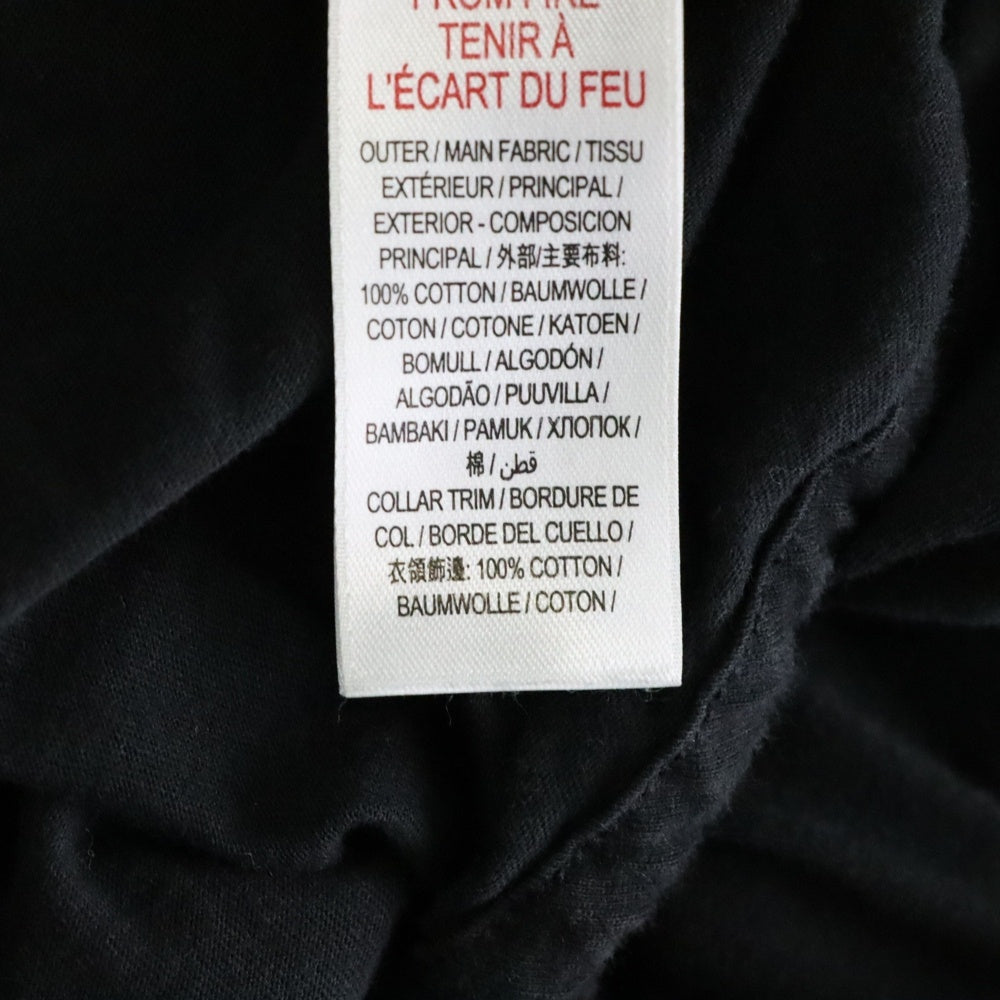 FROM FIRE
TENIR À
L'ÉCART DU FEU
OUTER / MAIN FABRIC / TISSU
EXTÉRIEUR / PRINCIPAL /
EXTERIOR - COMPOSICION
PRINCIPAL / 外部/主要布料:
100% COTTON / BAUMWOLLE /
COTON / COTONE / KATOEN /
BOMULL / ALGODÓN /
ALGODÃO / PUUVILLA /
BAMBAKI / PAMUK / ХЛОПОК /
棉 / قطن
COLLAR TRIM / BORDURE DE
COL / BORDE DEL CUELLO /
衣領飾邊: 100% COTTON /
BAUMWOLLE / COTON /